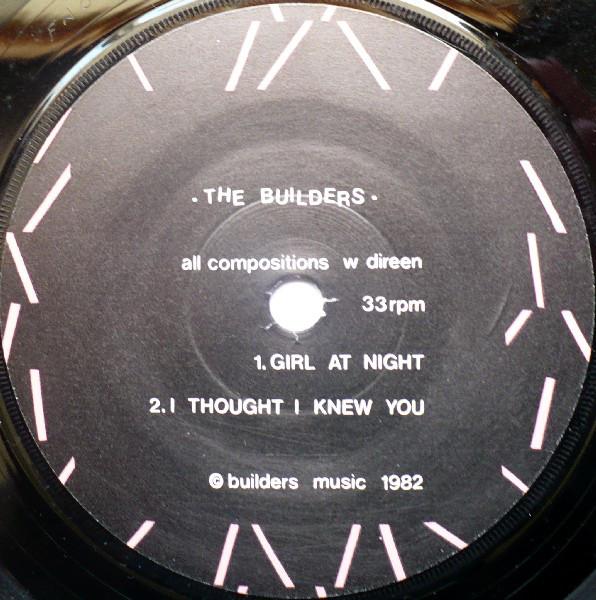 · THE BUILDERS ·
all compositions w direen
33rpm
1. GIRL AT NIGHT
2. I THOUGHT I KNEW YOU
© builders music 1982